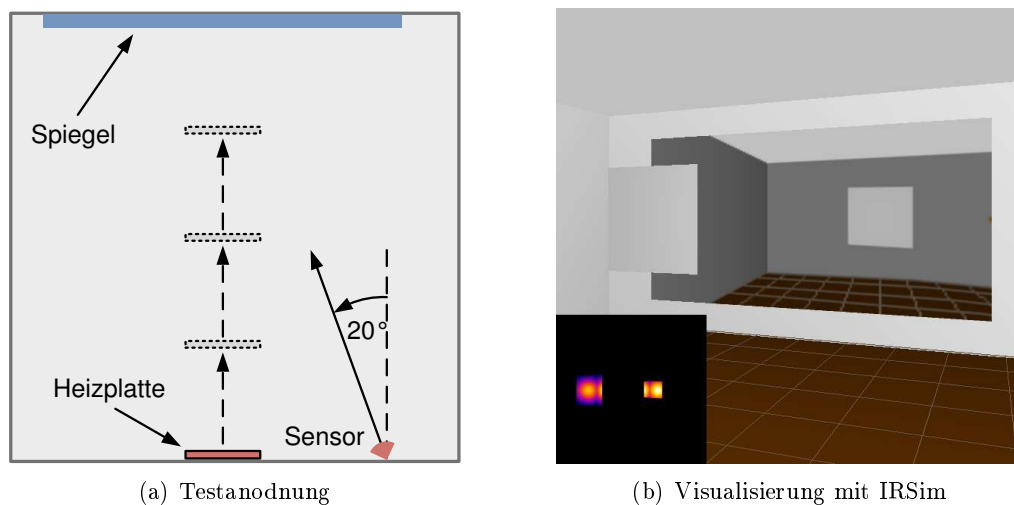 Spiegel
20°
Heizplatte
Sensor
(a) Testanodnung
(b) Visualisierung mit IRSim